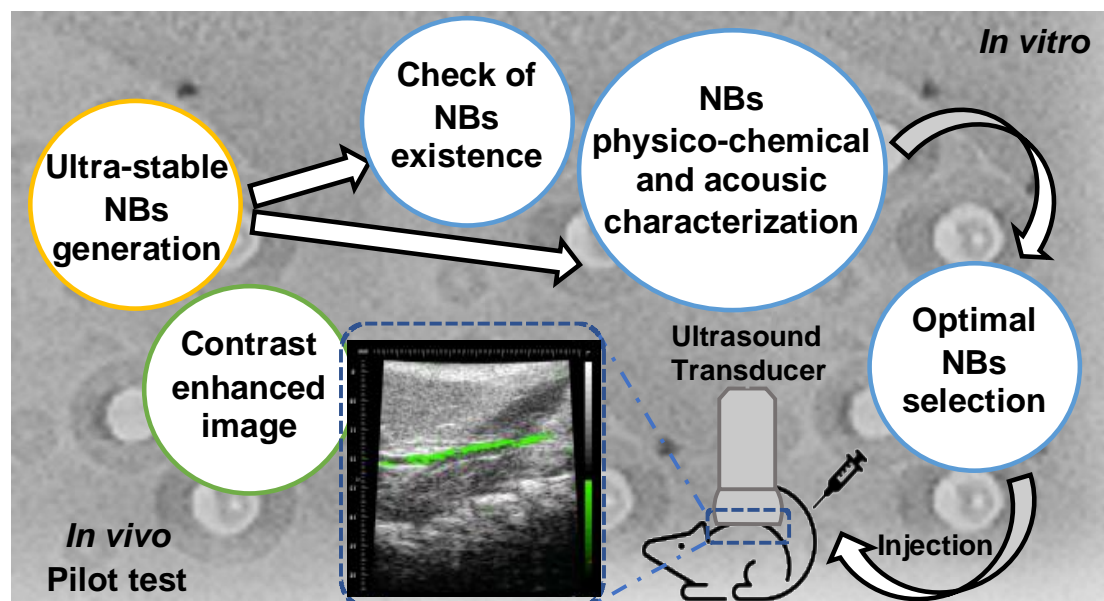 In vitro
Check of
NBs
existence
NBs
physico-chemical
and acousic
characterization
Ultra-stable
NBs
generation
Optimal
NBs
selection
Contrast
enhanced
image
Ultrasound
Transducer
In vivo
Pilot test
Injection